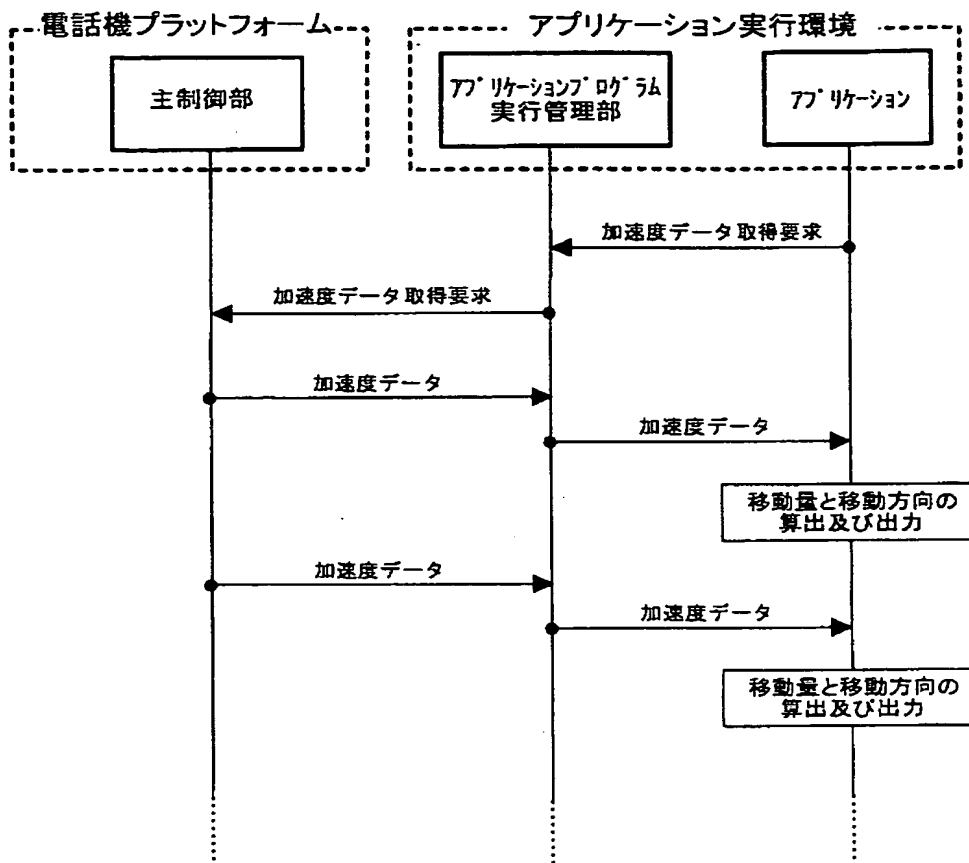 電話機プラットフォーム
アプリケーション実行環境
主制御部
アプリケーションプログラム
実行管理部
アプリケーション
加速度データ取得要求
加速度データ取得要求
加速度データ
加速度データ
移動量と移動方向の
算出及び出力
加速度データ
加速度データ
移動量と移動方向の
算出及び出力